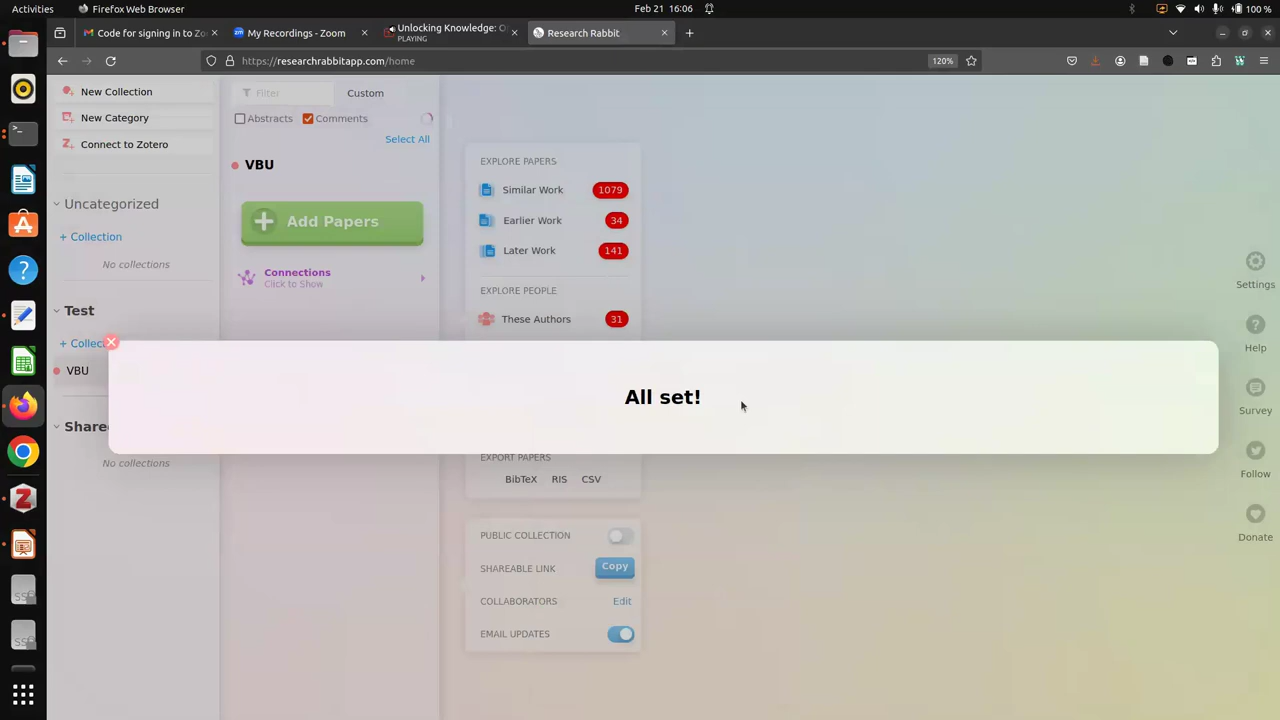 Activities
Firefox Web Browser
Feb 21 16:06
100 %
Code for signing in to Zo
My Recordings - Zoom
Unlocking Knowledge: O
PLAYING
Research Rabbit
https://researchrabbitapp.com/home
120%
New Collection
New Category
Connect to Zotero
Uncategorized
+ Collection
No collections
Test
+ Collec
VBU
Shared
No collections
Filter
Custom
Abstracts
Comments
Select All
VBU
Add Papers
Connections
Click to Show
EXPLORE PAPERS
Similar Work 1079
Earlier Work 34
Later Work 141
EXPLORE PEOPLE
These Authors 31
All set!
EXPORT PAPERS
BibTeX RIS CSV
PUBLIC COLLECTION
SHAREABLE LINK Copy
COLLABORATORS Edit
EMAIL UPDATES
Settings
Help
Survey
Follow
Donate